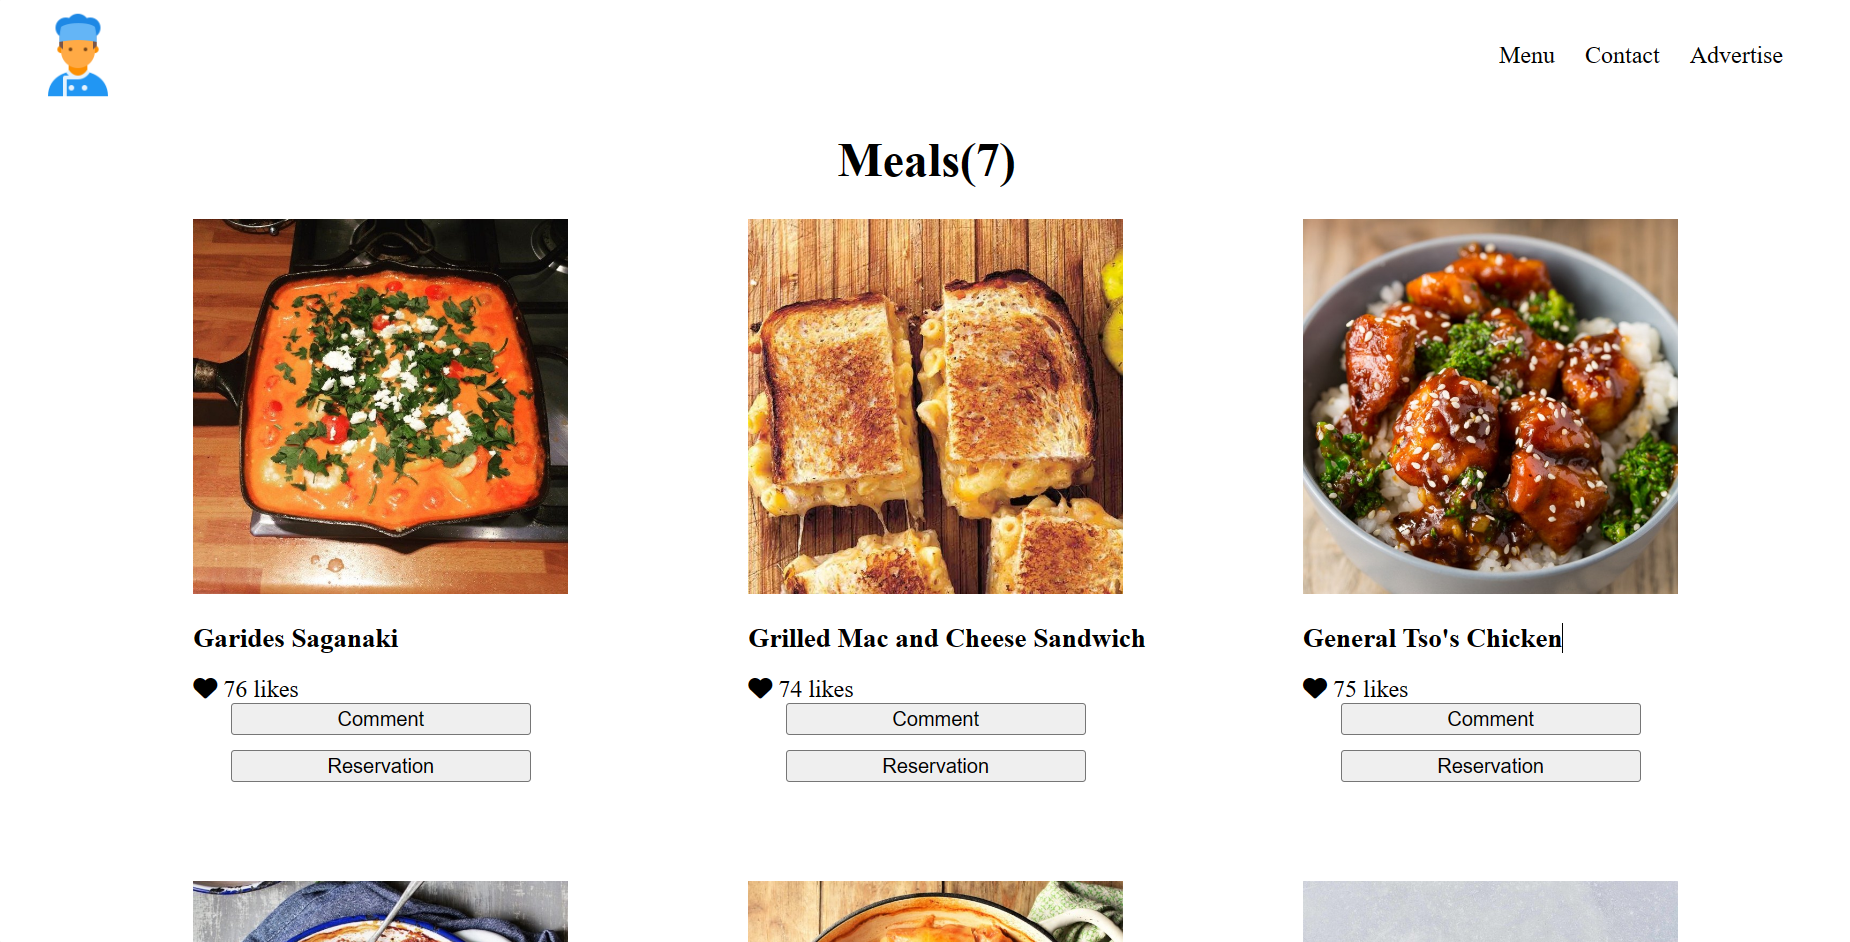 Menu Contact Advertise
Meals(7)
Garides Saganaki
Grilled Mac and Cheese Sandwich
General Tso's Chicken
76 likes
74 likes
75 likes
Comment
Comment
Comment
Reservation
Reservation
Reservation